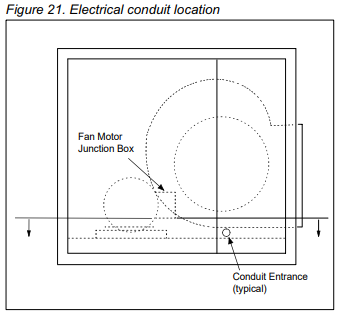 Figure 21. Electrical conduit location
Fan Motor
Junction Box
Conduit Entrance
(typical)